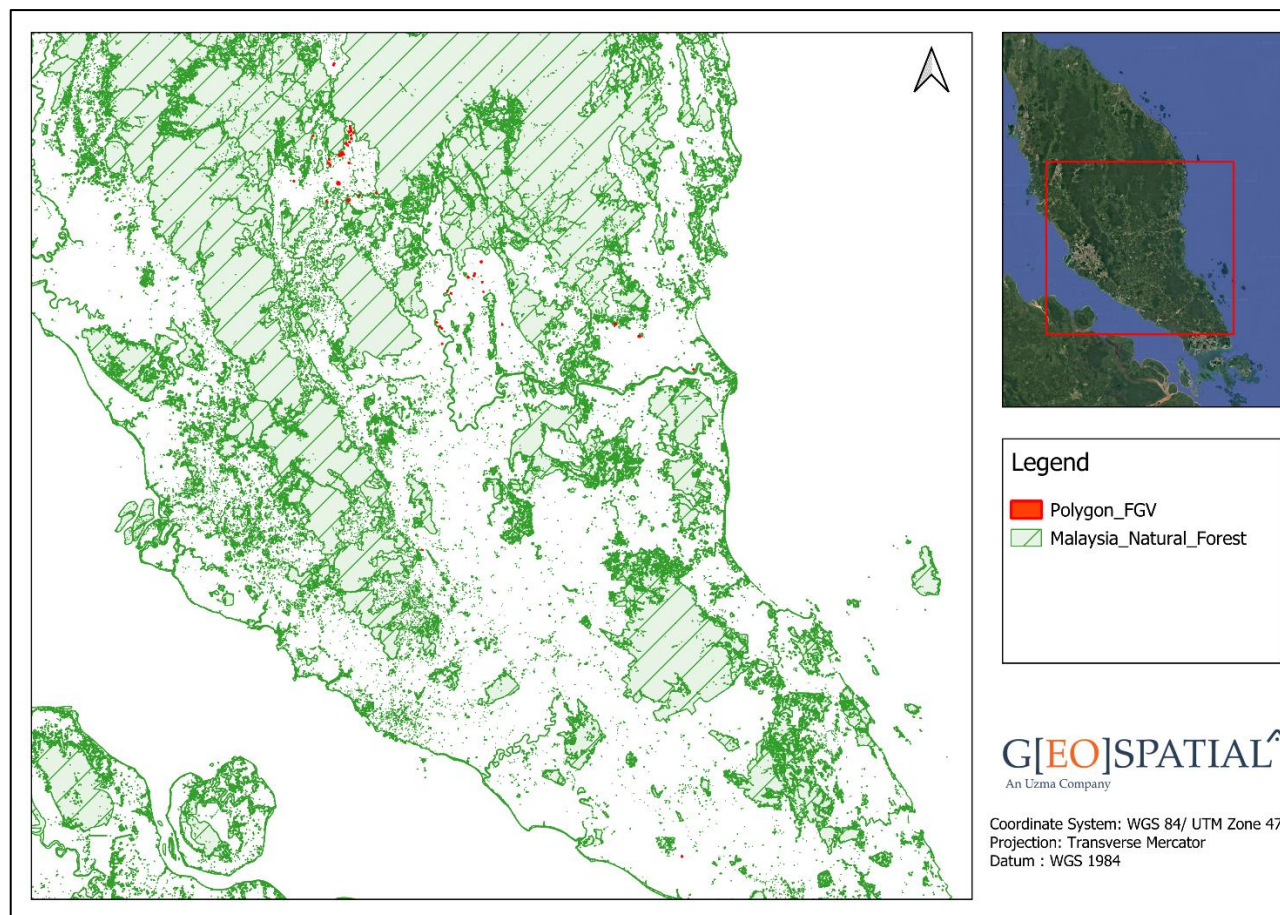 Legend
Polygon_FGV
Malaysia_Natural_Forest
G[EO]SPATIAL
An Uzma Company
Coordinate System: WGS 84/ UTM Zone 47
Projection: Transverse Mercator
Datum : WGS 1984